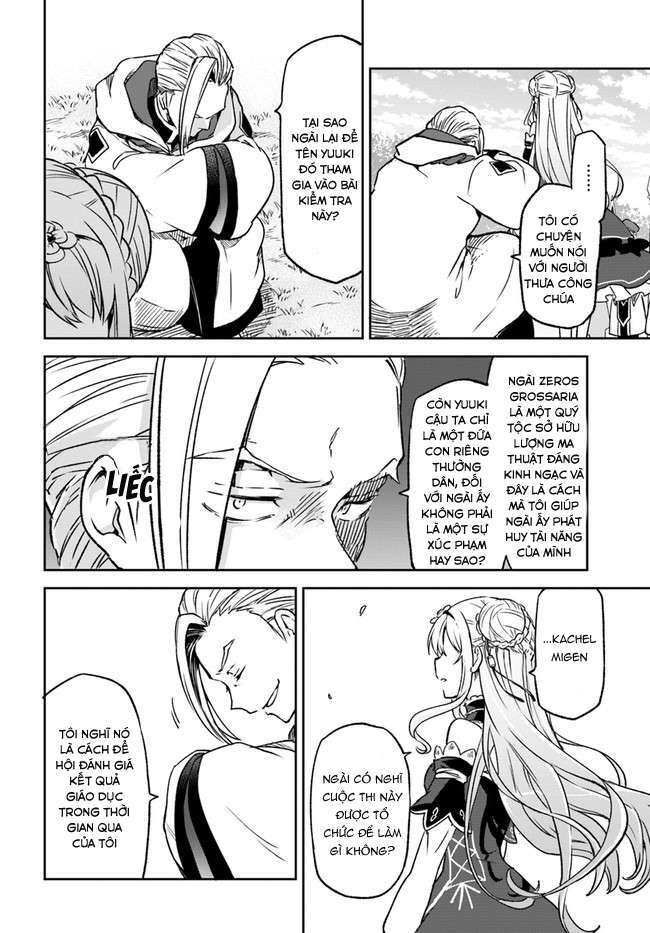 .......
TÔI CÓ
CHUYỆN
MUỐN NÓI
VỚI NGƯỜI
THƯA CÔNG
CHÚA
TẠI SAO
NGÀI LẠI ĐỂ
TÊN YUUKI
ĐÓ THAM
GIA VÀO BÀI
KIỂM TRA
NÀY?
NGÀI ZEROS
GROSSARIA
LÀ MỘT QUÝ
TỘC SỞ HỮU
LƯỢNG MA
THUẬT ĐÁNG
KINH NGẠC VÀ
ĐÂY LÀ CÁCH
MÀ TÔI GIÚP
NGÀI ẤY PHÁT
HUY TÀI NĂNG
CỦA MÌNH
CÒN YUUKI
CẬU TA CHỈ
LÀ MỘT ĐỨA
CON RIÊNG
THƯỜNG
DÂN, ĐỐI
VỚI NGÀI ẤY
KHÔNG PHẢI
LÀ MỘT SỰ
XÚC PHẠM
HAY SAO?
LIẾC
...KACHEL
MIGEN
NGÀI CÓ NGHĨ
CUỘC THI NÀY
ĐƯỢC TỔ
CHỨC ĐỂ LÀM
GÌ KHÔNG?
TÔI NGHĨ NÓ
LÀ CÁCH ĐỂ
HỘI ĐÁNH GIÁ
KẾT QUẢ
GIÁO DỤC
TRONG THỜI
GIAN QUA
CỦA TÔI